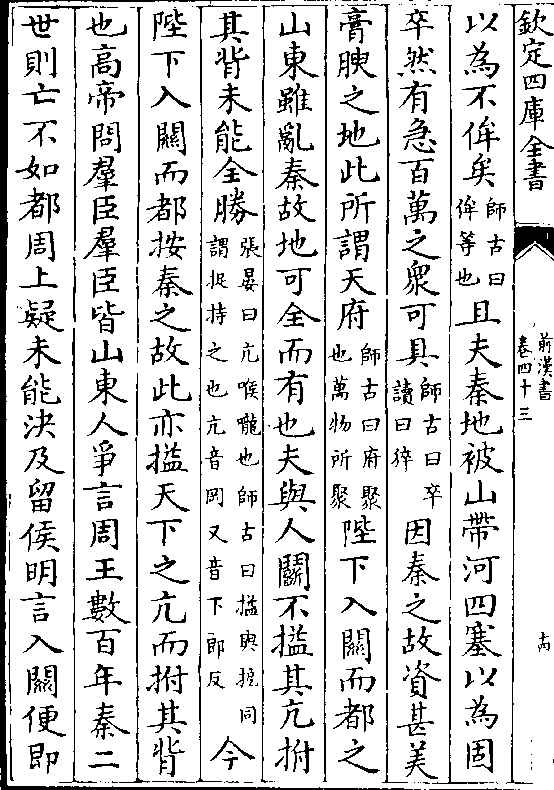 欽定四庫全書
前漢書
卷四十三
以為不侔矣師古曰侔等也且夫秦地被山帶河四塞以為固
卒然有急百萬之衆可具師古曰卒讀曰猝因秦之故資甚美
膏腴之地此所謂天府師古曰府聚也萬物所聚陛下入關而都之
山東雖亂秦故地可全而有也夫與人鬭不搤其亢拊
其背未能全勝張晏曰亢喉嚨也師古曰搤與扼同謂捉持之也亢音岡又音下郎反今
陛下入關而都按秦之故此亦搤天下之亢而拊其背
也高帝問羣臣羣臣皆山東人爭言周王數百年秦二
世則亡不如都周上疑未能決及留侯明言入關便即